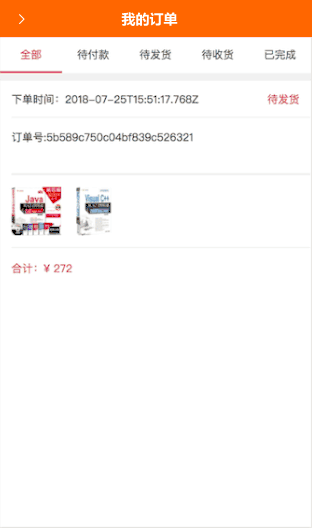 我的订单
全部 待付款 待发货 待收货 已完成
下单时间：2018-07-25T15:51:17.768Z 待发货
订单号:5b589c750c04bf839c526321
Java
Visual C++
合计：¥ 272